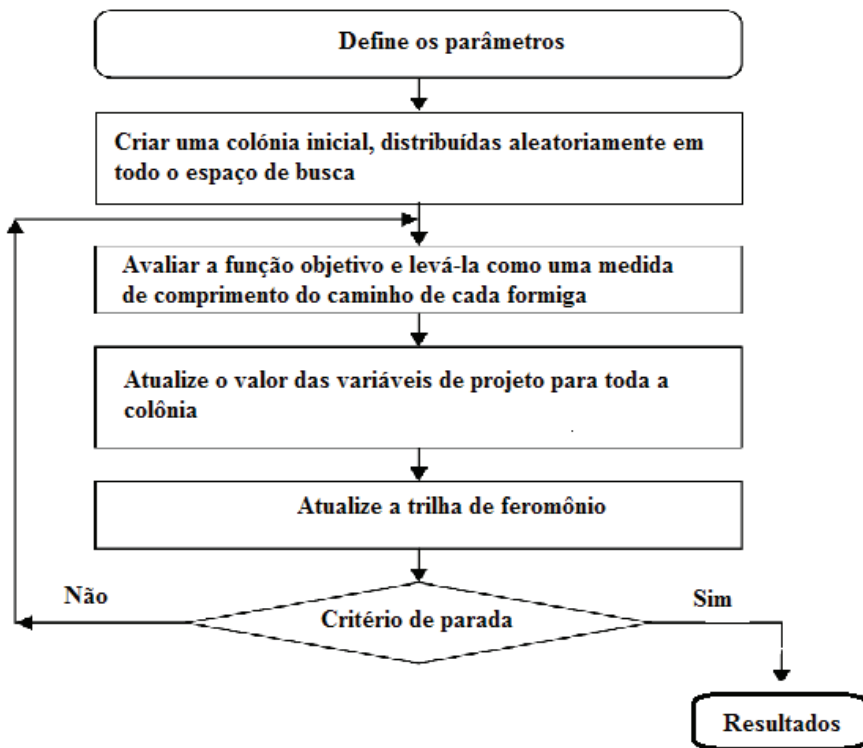 Define os parâmetros
Criar uma colónia inicial, distribuídas aleatoriamente em
todo o espaço de busca
Avaliar a função objetivo e levá-la como uma medida
de comprimento do caminho de cada formiga
Atualize o valor das variáveis de projeto para toda a
colônia
Atualize a trilha de feromônio
Não
Critério de parada
Sim
Resultados